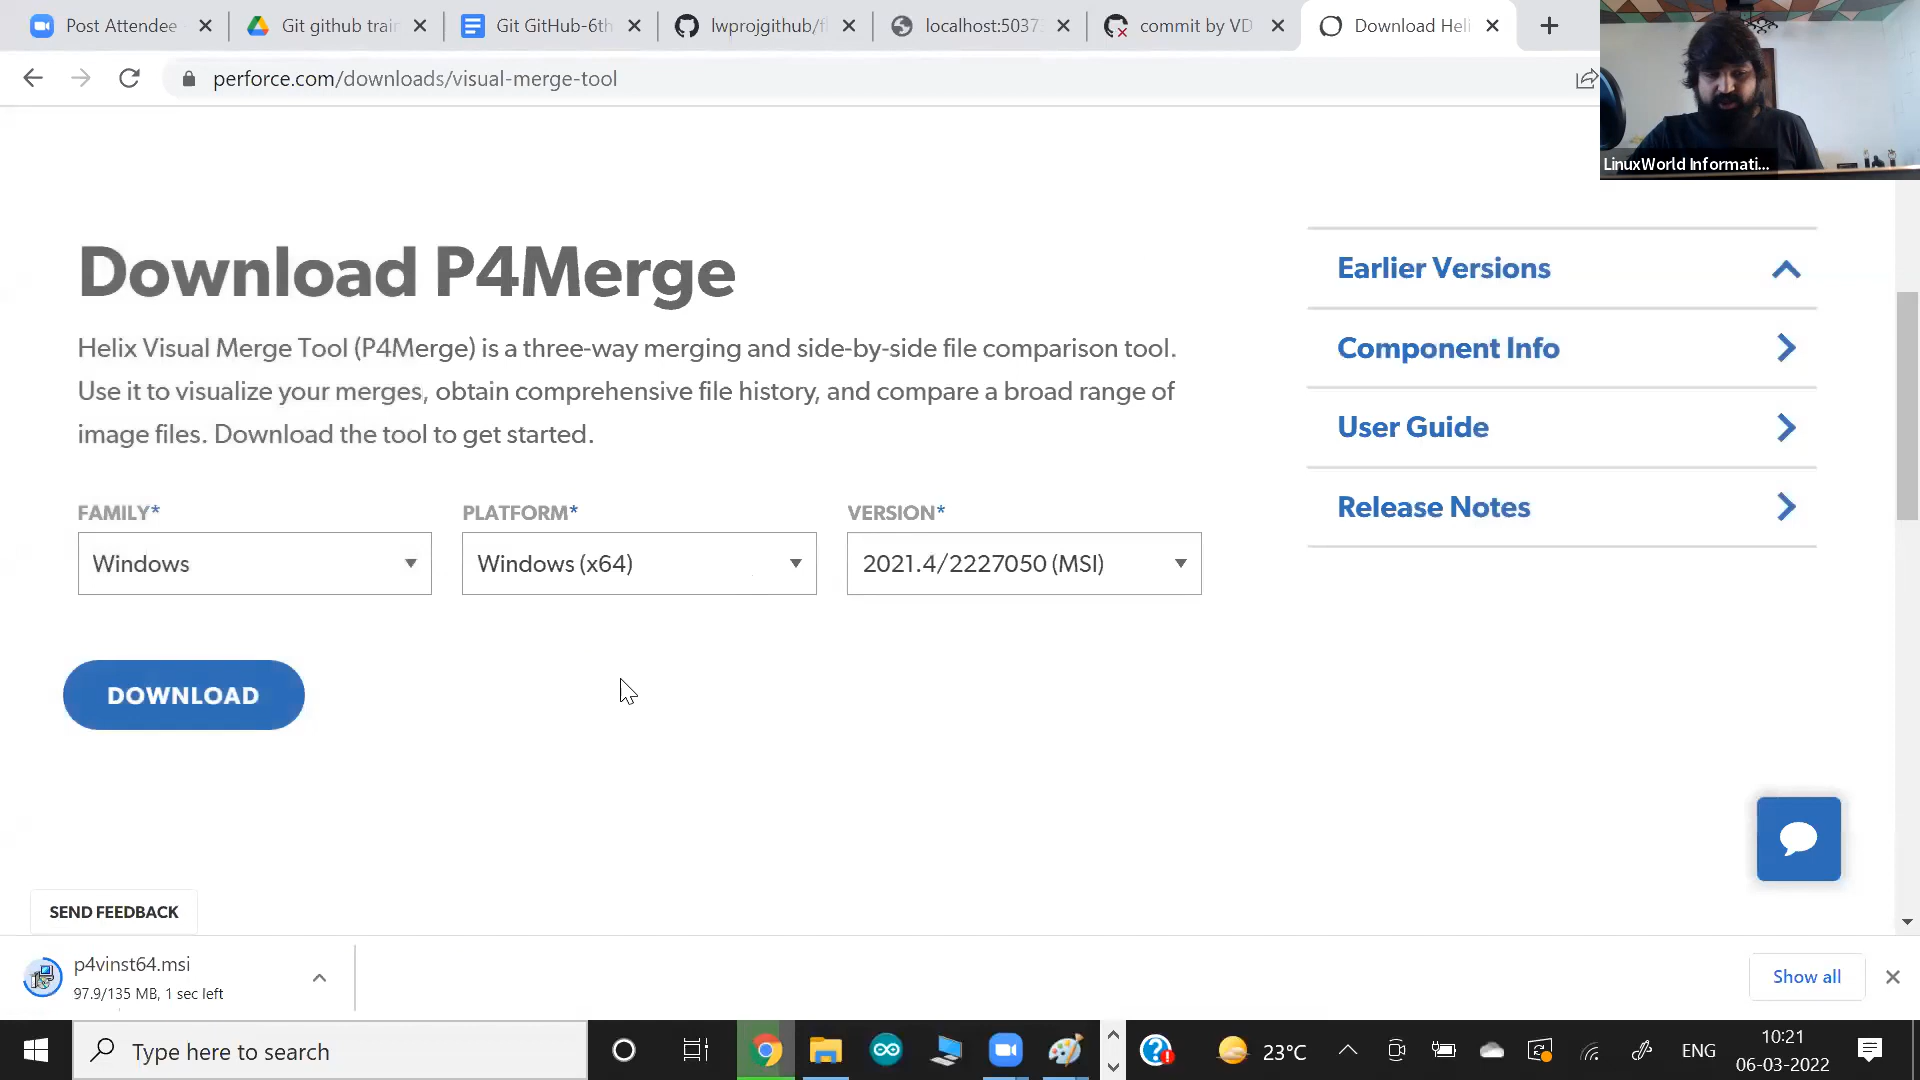 Post Attendee
Git github trai
Git GitHub-6th
lwprojgithub/f
localhost:5037
commit by VD
Download Heli
perforce.com/downloads/visual-merge-tool
LinuxWorld Informati...
Download P4Merge
Helix Visual Merge Tool (P4Merge) is a three-way merging and side-by-side file comparison tool.
Use it to visualize your merges, obtain comprehensive file history, and compare a broad range of
image files. Download the tool to get started.
FAMILY*
PLATFORM*
VERSION*
Windows
Windows (x64)
2021.4/2227050 (MSI)
DOWNLOAD
Earlier Versions
Component Info
User Guide
Release Notes
SEND FEEDBACK
p4vinst64.msi
97.9/135 MB, 1 sec left
Show all
Type here to search
23°C
ENG
10:21
06-03-2022